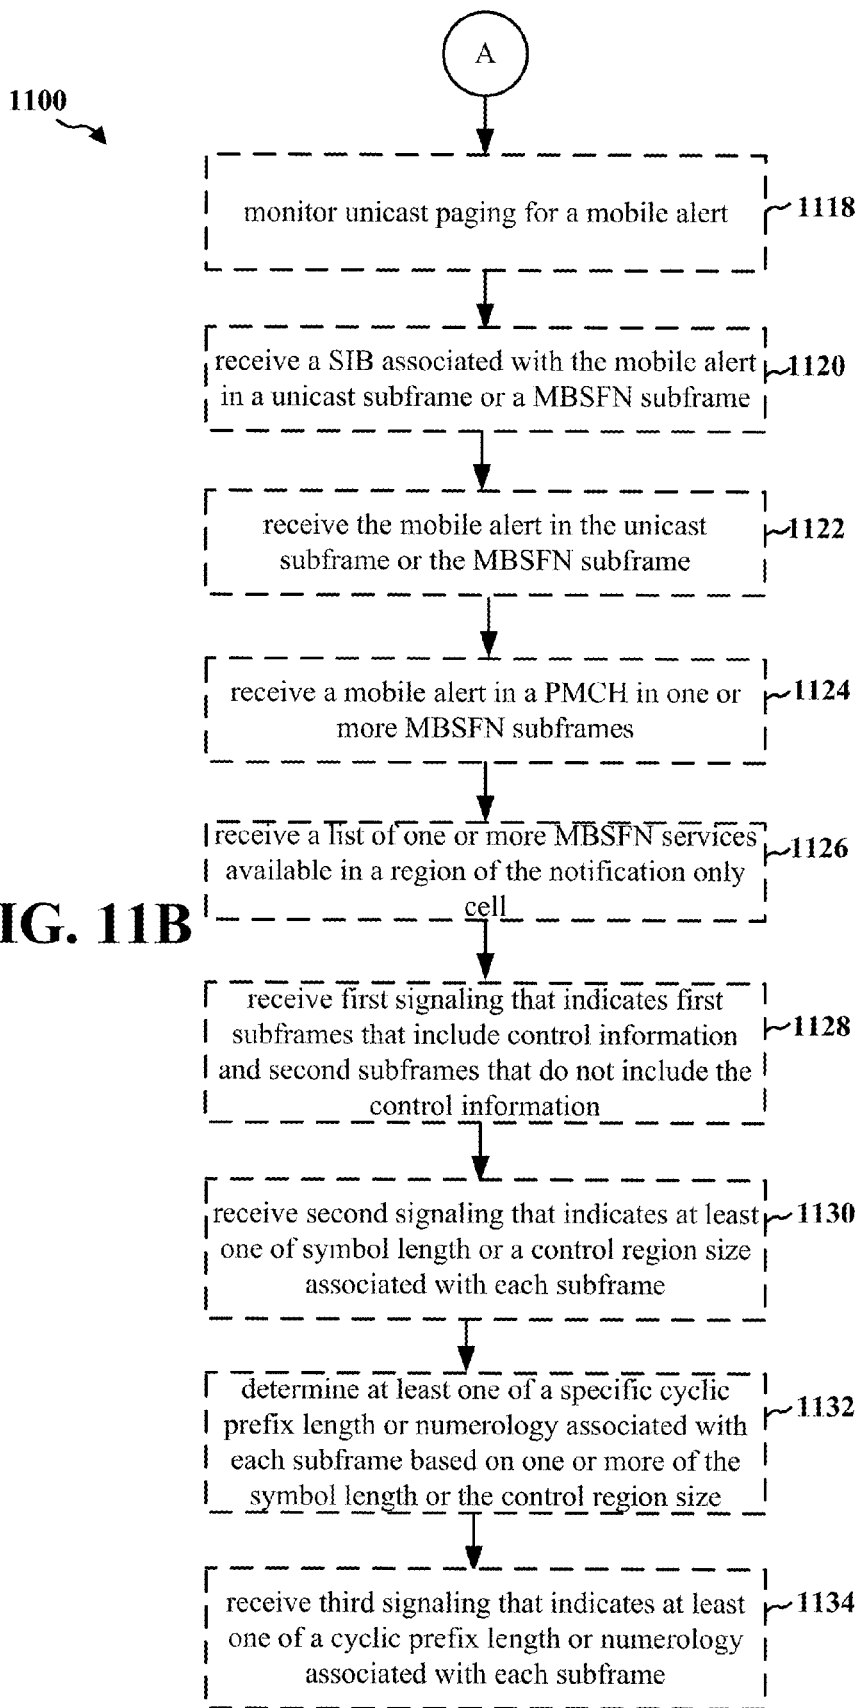 A
1100
monitor unicast paging for a mobile alert
1118
receive a SIB associated with the mobile alert
in a unicast subframe or a MBSFN subframe
1120
receive the mobile alert in the unicast
subframe or the MBSFN subframe
1122
receive a mobile alert in a PMCH in one or
more MBSFN subframes
1124
receive a list of one or more MBSFN services
available in a region of the notification only
cell
1126
IG. 11B
receive first signaling that indicates first
subframes that include control information
and second subframes that do not include the
control information
1128
receive second signaling that indicates at least
one of symbol length or a control region size
associated with each subframe
1130
determine at least one of a specific cyclic
prefix length or numerology associated with
each subframe based on one or more of the
symbol length or the control region size
1132
receive third signaling that indicates at least
one of a cyclic prefix length or numerology
associated with each subframe
1134